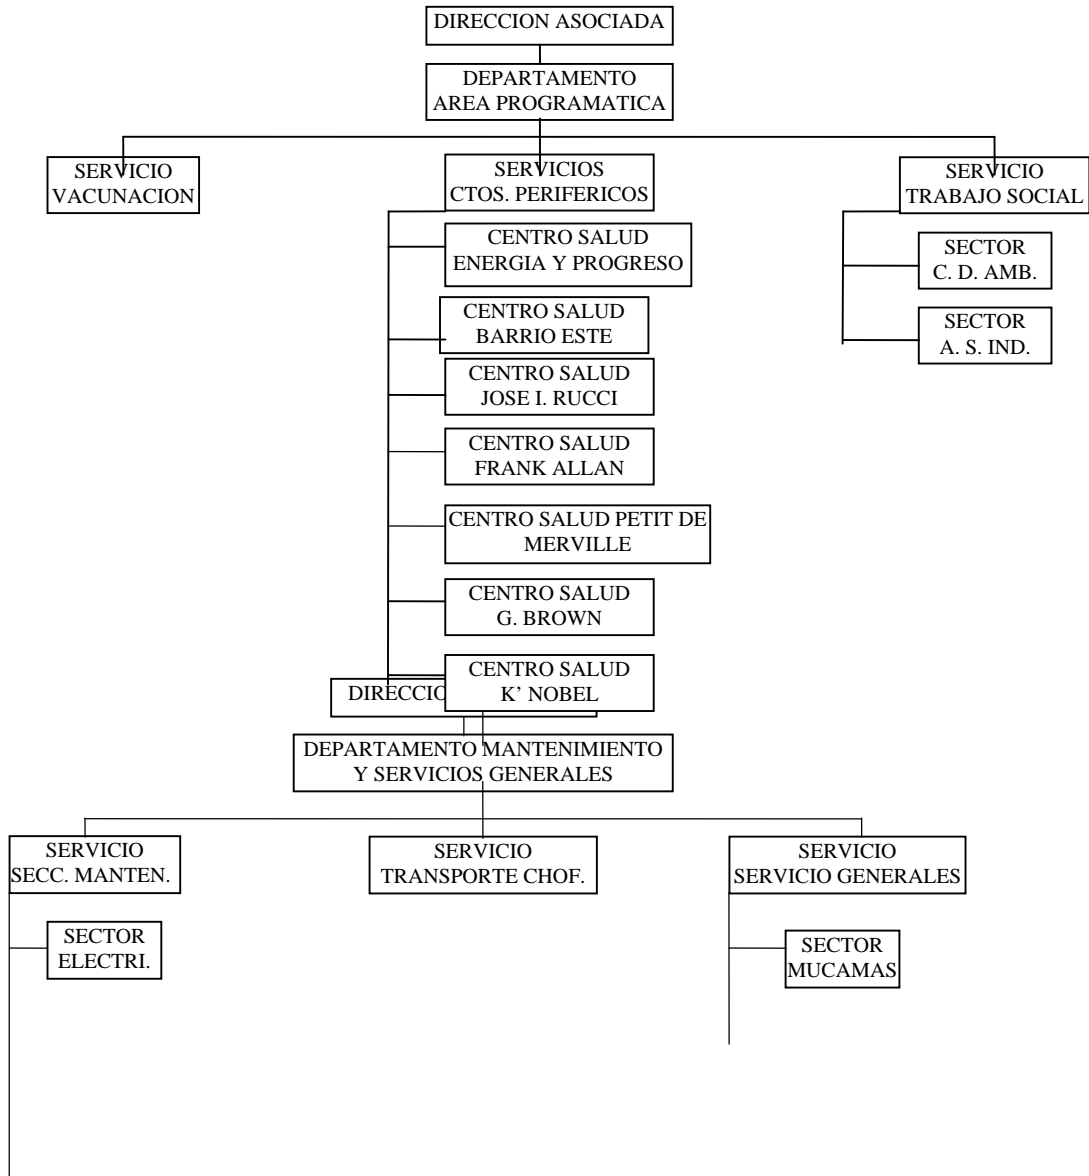 DIRECCION ASOCIADA
DEPARTAMENTO
AREA PROGRAMATICA
SERVICIO
VACUNACION
SERVICIOS
CTOS. PERIFERICOS
SERVICIO
TRABAJO SOCIAL
CENTRO SALUD
ENERGIA Y PROGRESO
SECTOR
C. D. AMB.
CENTRO SALUD
BARRIO ESTE
SECTOR
A. S. IND.
CENTRO SALUD
JOSE I. RUCCI
CENTRO SALUD
FRANK ALLAN
CENTRO SALUD PETIT DE
MERVILLE
CENTRO SALUD
G. BROWN
CENTRO SALUD
K’ NOBEL
DEPARTAMENTO MANTENIMIENTO
Y SERVICIOS GENERALES
SERVICIO
SECC. MANTEN.
SERVICIO
TRANSPORTE CHOF.
SERVICIO
SERVICIO GENERALES
SECTOR
ELECTRI.
SECTOR
MUCAMAS